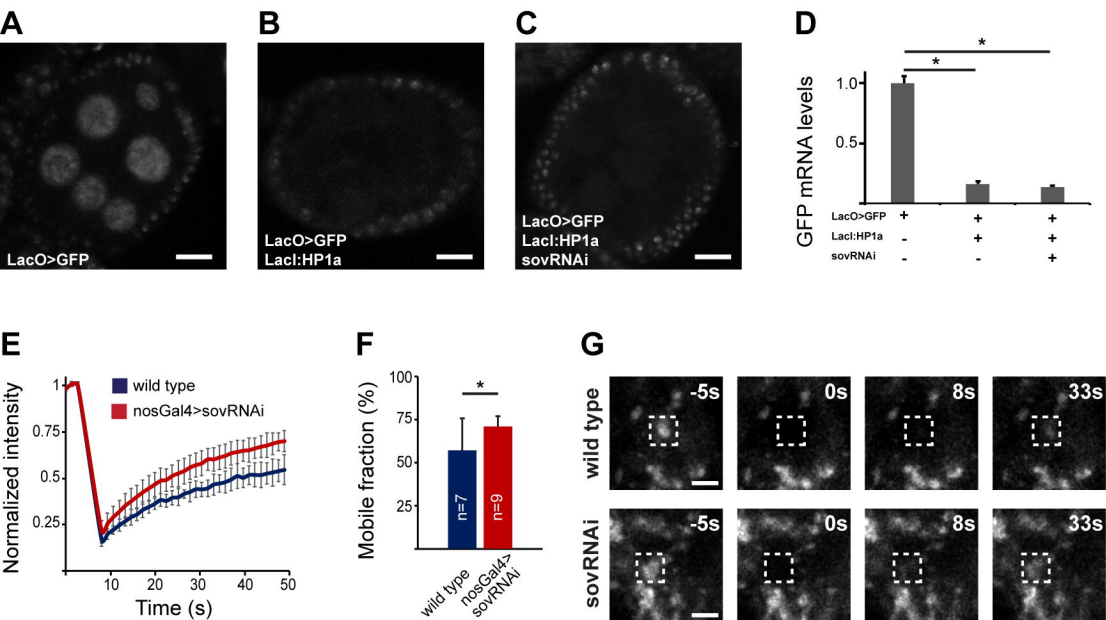 A
LacO>GFP
B
LacO>GFP
LacI:HP1a
C
LacO>GFP
LacI:HP1a
sovRNAi
D
*
*
GFP mRNA levels
1.0
0.5
LacO>GFP + + +
LacI:HP1a - + +
sovRNAi - - +
E
Normalized intensity
1
0.75
0.5
0.25
wild type
nosGal4>sovRNAi
10 20 30 40 50
Time (s)
F
Mobile fraction (%)
100
75
50
25
*
n=7
n=9
wild type
nosGal4>
sovRNAi
G
wild type
-5s
0s
8s
33s
sovRNAi
-5s
0s
8s
33s